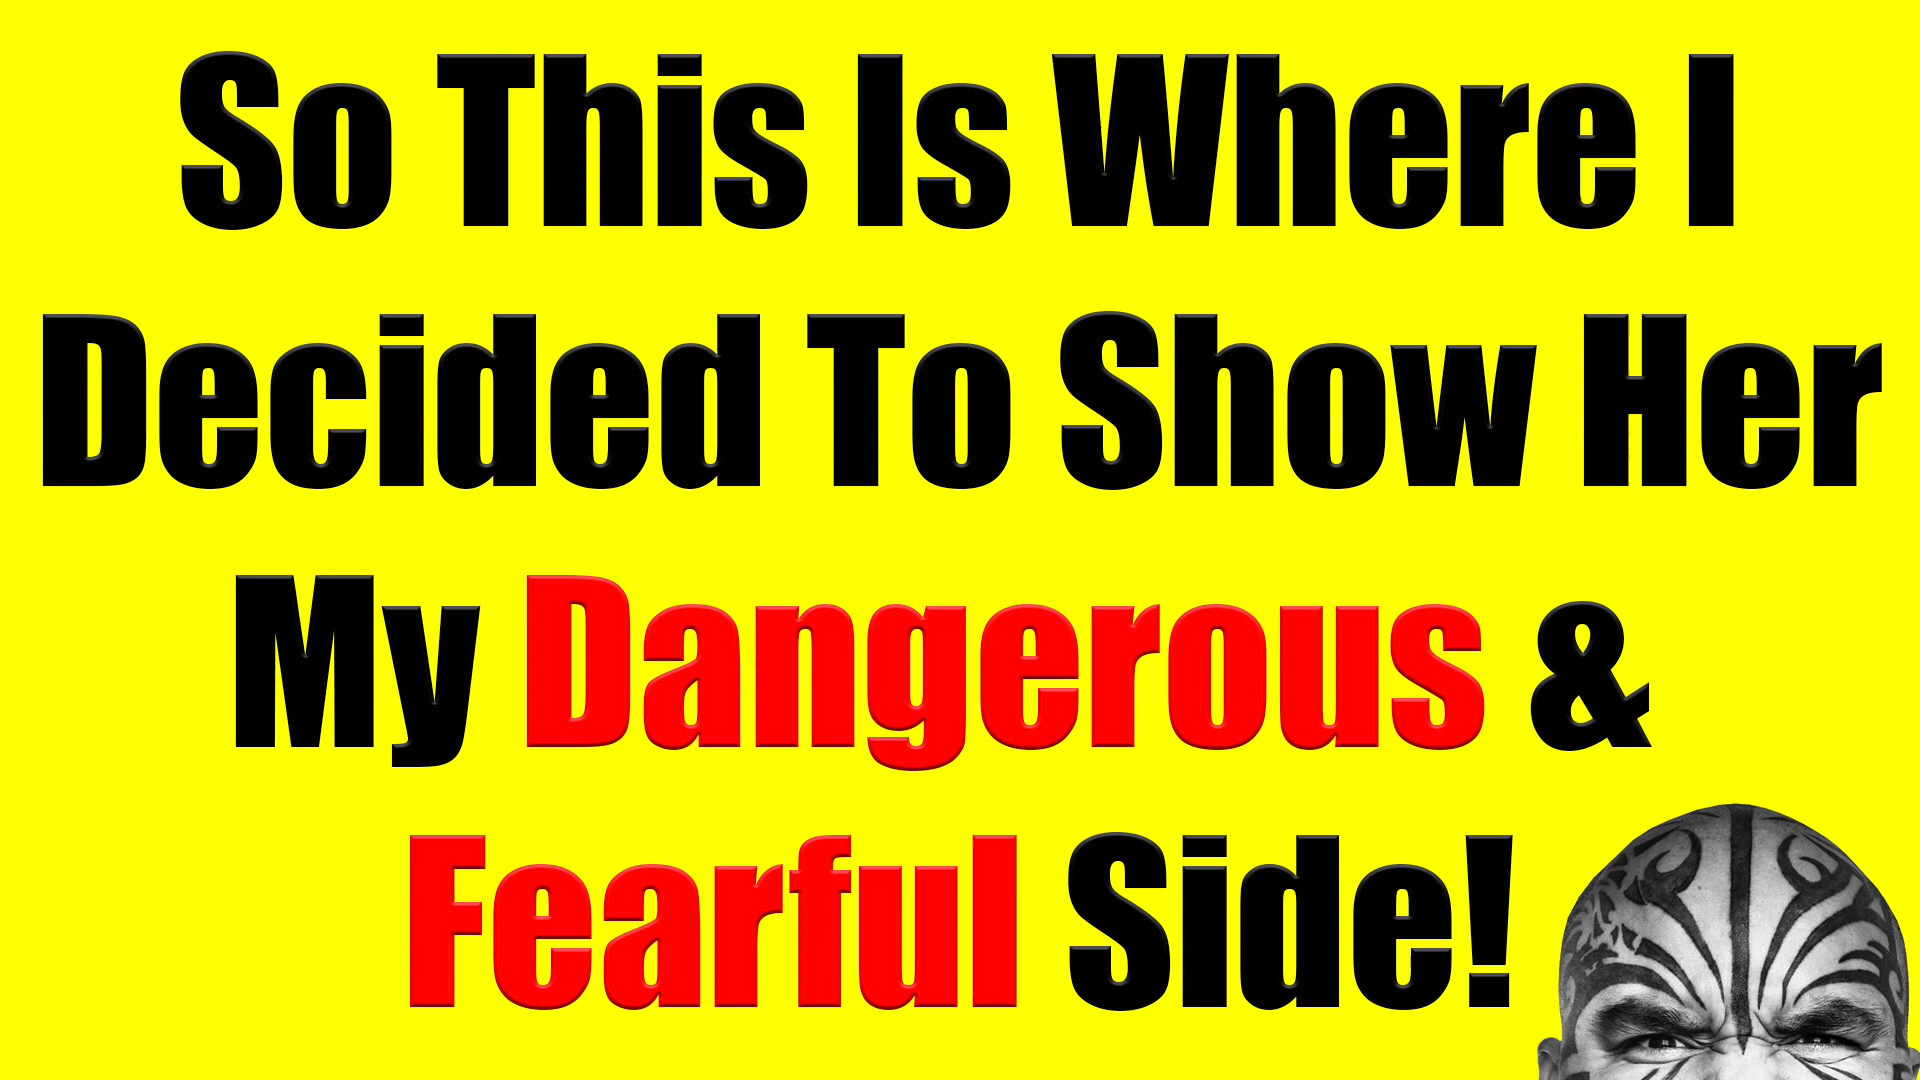 So This Is Where I
Decided To Show Her
My Dangerous &
Fearful Side!